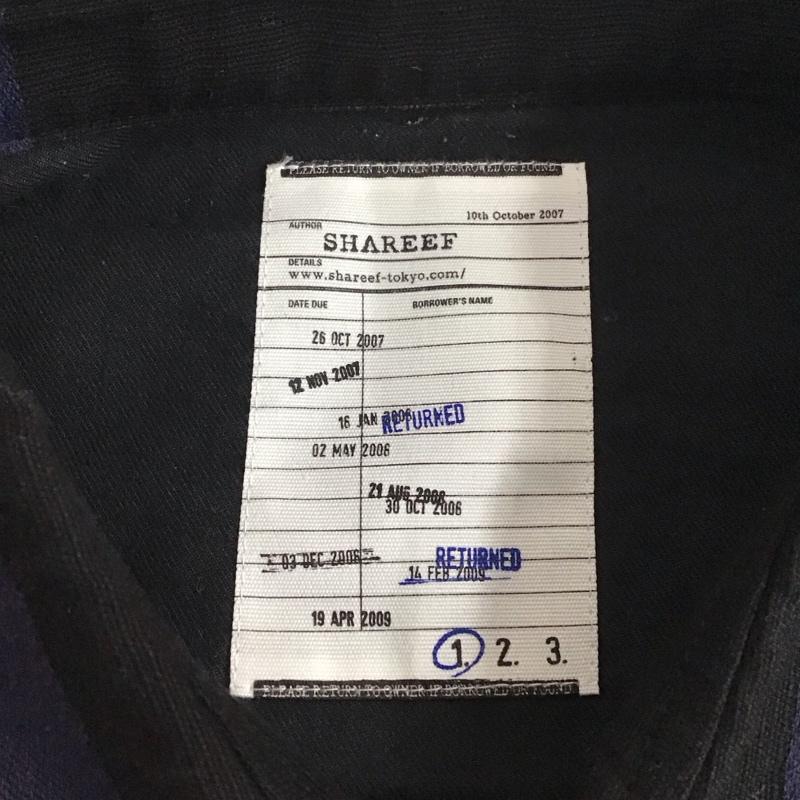 PLEASE RETURN TO OWNER IF BORROWED OR FOUND.
10th October 2007
AUTHOR
SHAREEF
DETAILS
www.shareef-tokyo.com/
DATE DUE BORROWER'S NAME
26 OCT 2007
12 NOV 2007
16 JAN 2006 RETURNED
02 MAY 2006
21 AUG 2008
30 OCT 2006
03 DEC 2006 RETURNED
14 FEB 2009
19 APR 2009
1. 2. 3.
PLEASE RETURN TO OWNER IF BORROWED OR FOUND